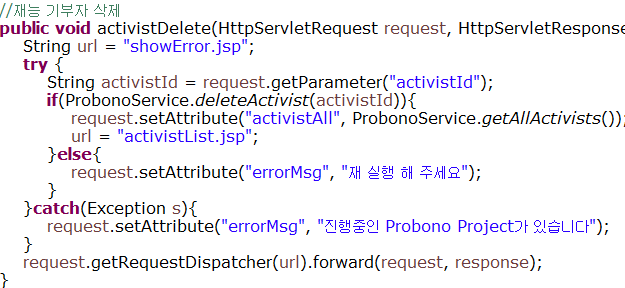 //재능 기부자 삭제
public void activistDelete(HttpServletRequest request, HttpServletResponse
String url = "showError.jsp";
try {
String activistId = request.getParameter("activistId");
if(ProbonoService.deleteActivist(activistId)){
request.setAttribute("activistAll", ProbonoService.getAllActivists());
url = "activistList.jsp";
}else{
request.setAttribute("errorMsg", "재 실행 해 주세요");
}
}catch(Exception s){
request.setAttribute("errorMsg", "진행중인 Probono Project가 있습니다");
}
request.getRequestDispatcher(url).forward(request, response);
}